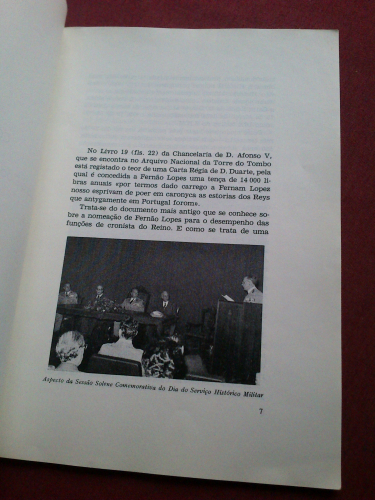 No Livro 19 (fls. 22) da Chancelaria de D. Afonso V,
que se encontra no Arquivo Nacional da Torre do Tombo
está registado o teor de uma Carta Régia de D. Duarte, pela
qual é concedida a Fernão Lopes uma tença de 14 000 li-
bras anuais «por termos dado carrego a Fernam Lopez
nosso esprivam de poer em caronyca as estorias dos Reys
que antygamente em Portugal forom».
Trata-se do documento mais antigo que se conhece so-
bre a nomeação de Fernão Lopes para o desempenho das
funções de cronista do Reino. E como se trata de uma
Aspecto da Sessão Solene Comemorativa do Dia do Serviço Histórico Militar
7